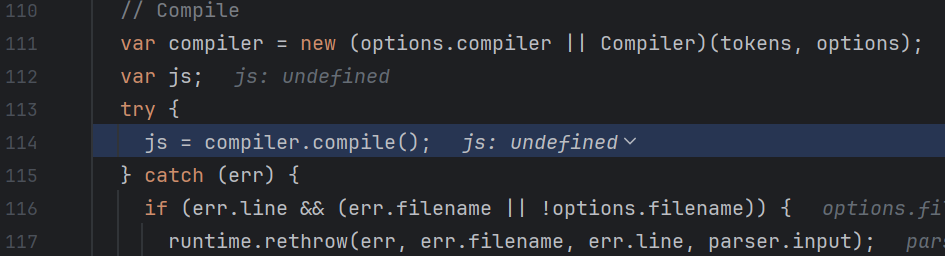 110 // Compile
111 var compiler = new (options.compiler || Compiler)(tokens, options);
112 var js; js: undefined
113 try {
114 js = compiler.compile(); js: undefined
115 } catch (err) {
116 if (err.line && (err.filename || !options.filename)) { options.fi
117 runtime.rethrow(err, err.filename, err.line, parser.input); pars